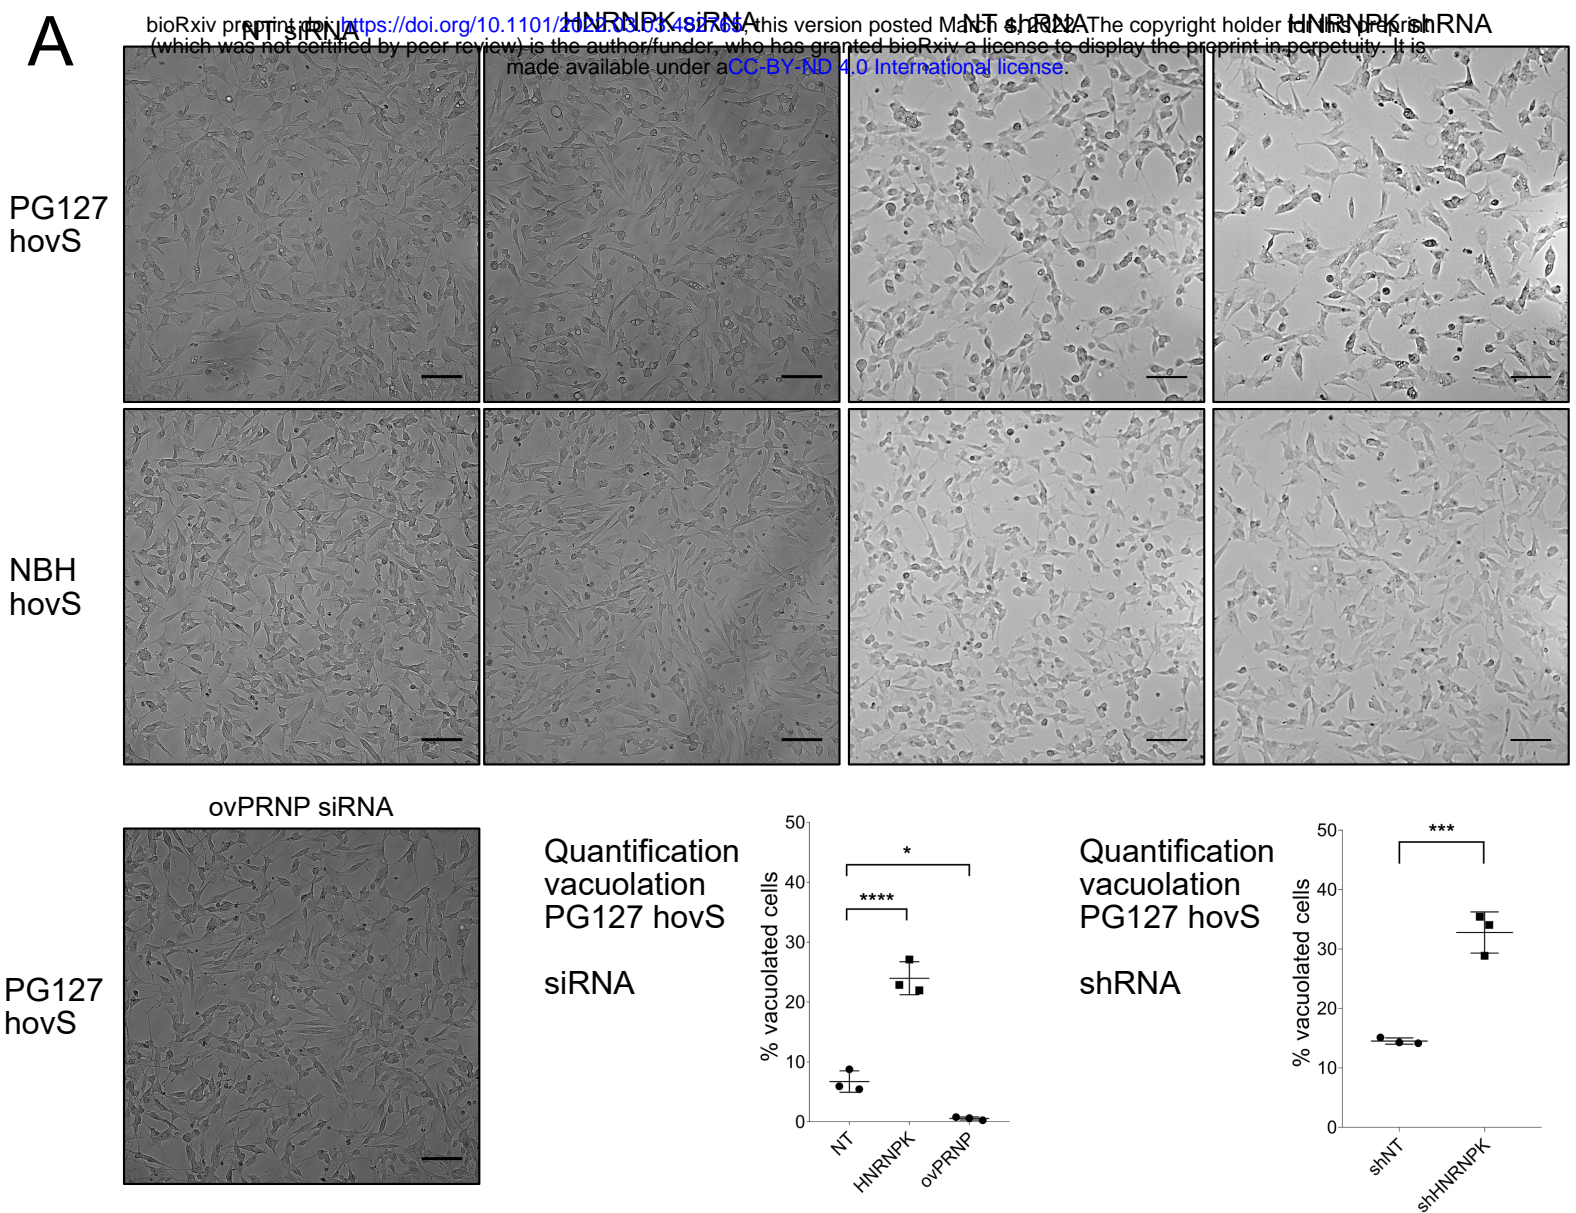 A
bioRxiv preprint doi: https://doi.org/10.1101/2022.03.03.482765; this version posted March 4, 2022. The copyright holder for this preprint
(which was not certified by peer review) is the author/funder, who has granted bioRxiv a license to display the preprint in perpetuity. It is
made available under aCC-BY-ND 4.0 International license.
NT siRNA
HNRNPK siRNA
NT shRNA
HNRNPK shRNA
PG127
hovS
NBH
hovS
ovPRNP siRNA
PG127
hovS
Quantification
vacuolation
PG127 hovS
siRNA
% vacuolated cells
50
40
30
20
10
0
*
****
NT
HNRNPK
ovPRNP
Quantification
vacuolation
PG127 hovS
shRNA
% vacuolated cells
50
40
30
20
10
0
***
shNT
shHNRNPK